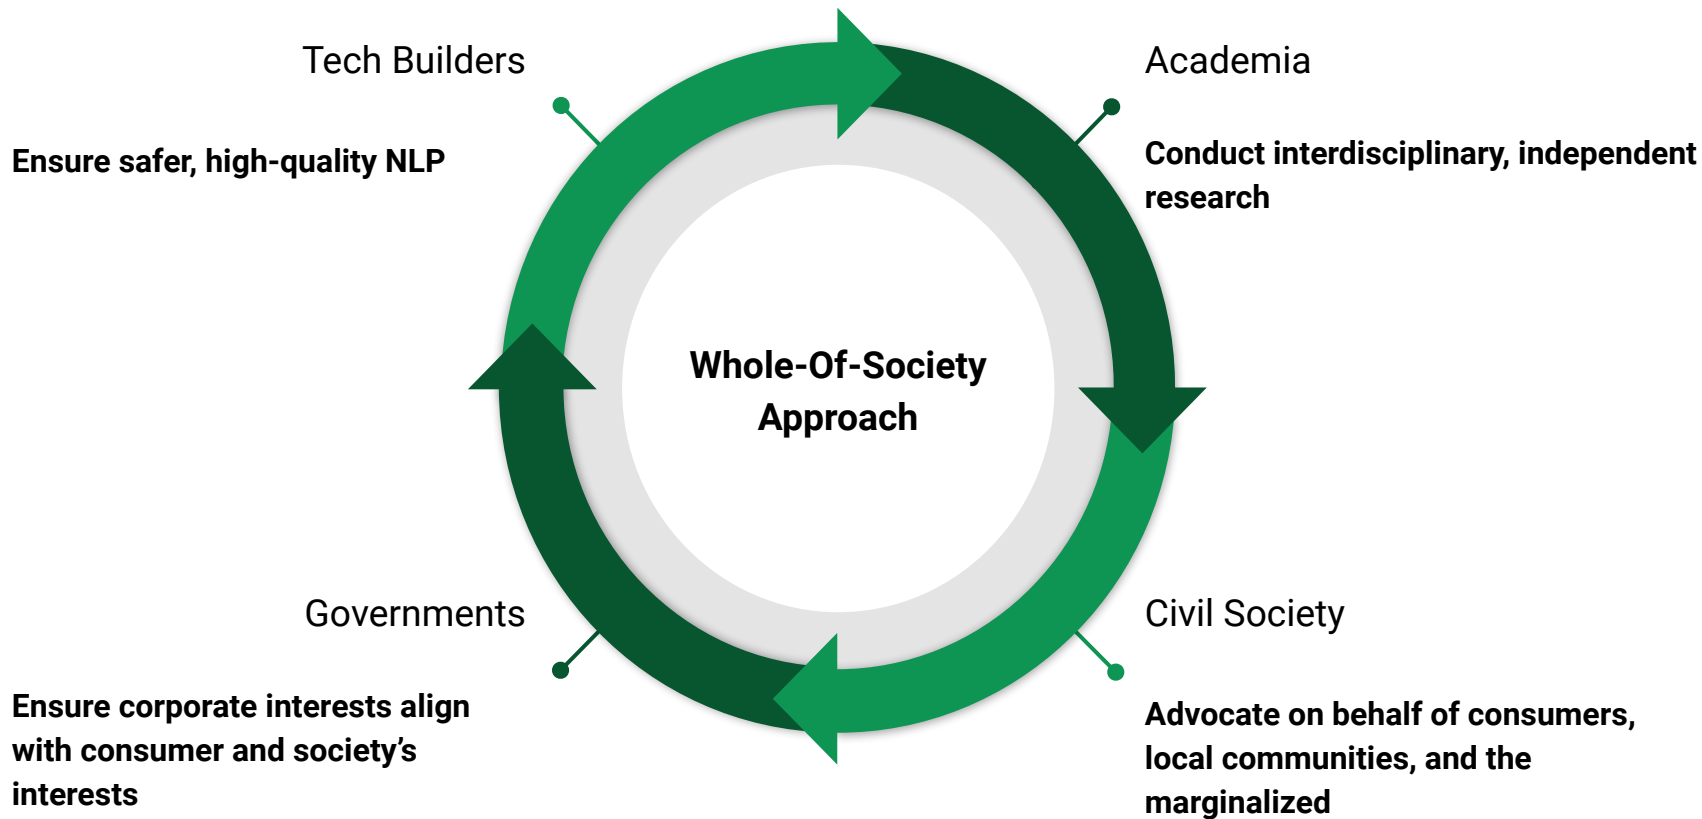 Tech Builders
Ensure safer, high-quality NLP
Academia
Conduct interdisciplinary, independent
research
Whole-Of-Society
Approach
Governments
Ensure corporate interests align
with consumer and society’s
interests
Civil Society
Advocate on behalf of consumers,
local communities, and the
marginalized